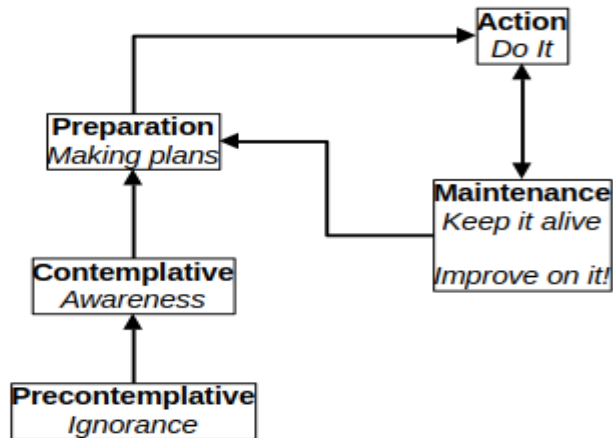 Action
Do It
Preparation
Making plans
Maintenance
Keep it alive
Improve on it!
Contemplative
Awareness
Precontemplative
Ignorance